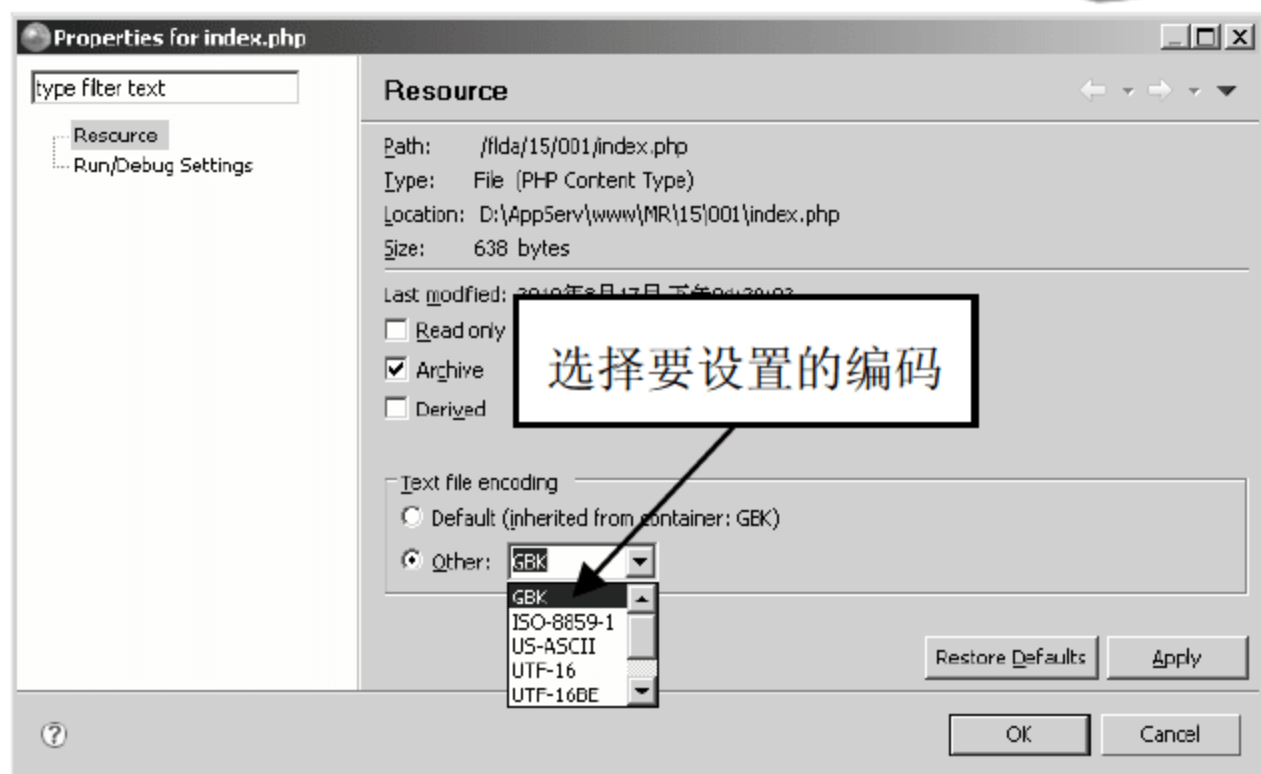 Properties for index.php
type filter text
Resource
Run/Debug Settings
Resource
Path: /flda/15/001/index.php
Type: File (PHP Content Type)
Location: D:\AppServ\www\MR\15\001\index.php
Size: 638 bytes
Last modified:
Read only
Archive
Derived
选择要设置的编码
Text file encoding
Default (inherited from container: GBK)
Other: GBK
GBK
ISO-8859-1
US-ASCII
UTF-16
UTF-16BE
Restore Defaults Apply
OK Cancel